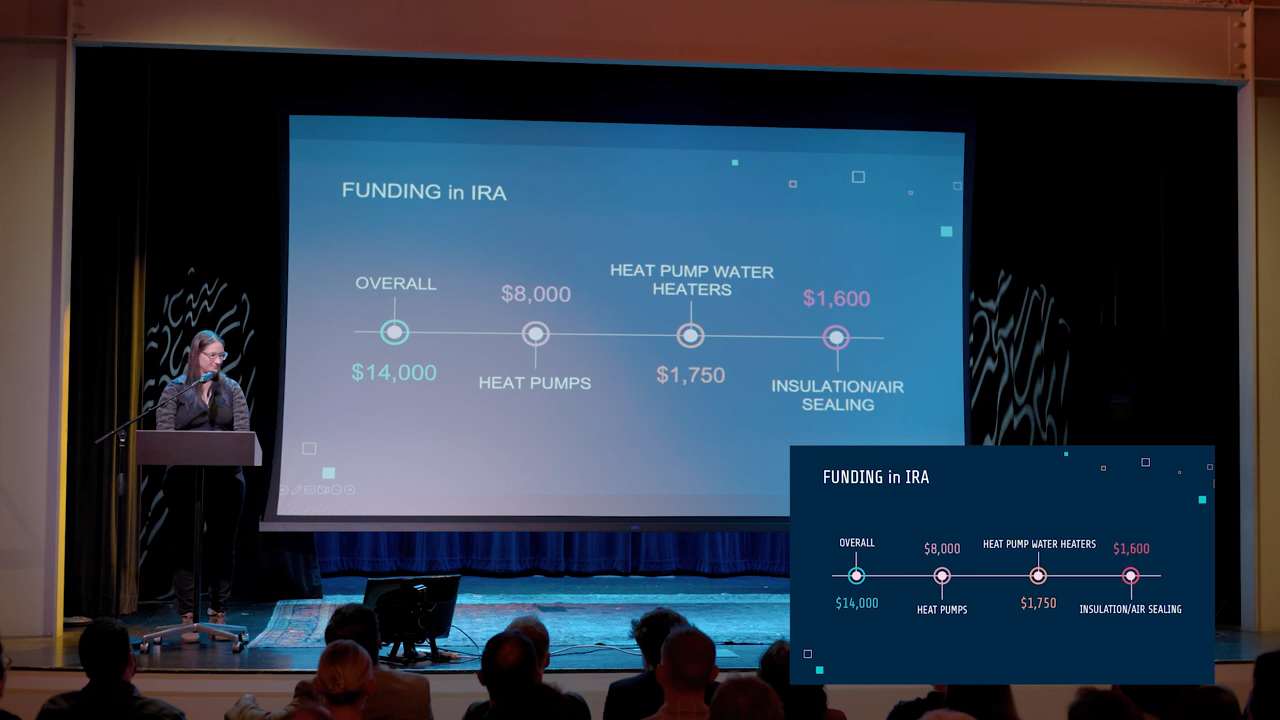 FUNDING in IRA
OVERALL
$14,000
$8,000
HEAT PUMPS
HEAT PUMP WATER
HEATERS
$1,750
$1,600
INSULATION/AIR
SEALING
FUNDING in IRA
OVERALL
$14,000
$8,000
HEAT PUMPS
HEAT PUMP WATER HEATERS
$1,750
$1,600
INSULATION/AIR SEALING